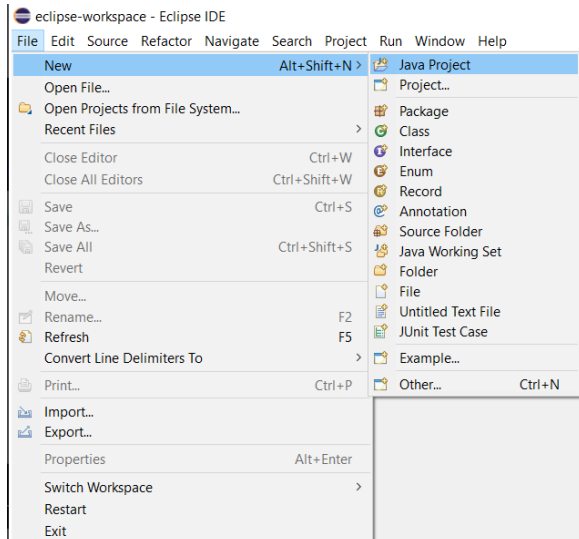 eclipse-workspace - Eclipse IDE
File Edit Source Refactor Navigate Search Project Run Window Help
New Alt+Shift+N >
Open File...
Open Projects from File System...
Recent Files >
Close Editor Ctrl+W
Close All Editors Ctrl+Shift+W
Save Ctrl+S
Save As...
Save All Ctrl+Shift+S
Revert
Move...
Rename... F2
Refresh F5
Convert Line Delimiters To >
Print... Ctrl+P
Import...
Export...
Properties Alt+Enter
Switch Workspace >
Restart
Exit
Java Project
Project...
Package
Class
Interface
Enum
Record
Annotation
Source Folder
Java Working Set
Folder
File
Untitled Text File
JUnit Test Case
Example...
Other... Ctrl+N